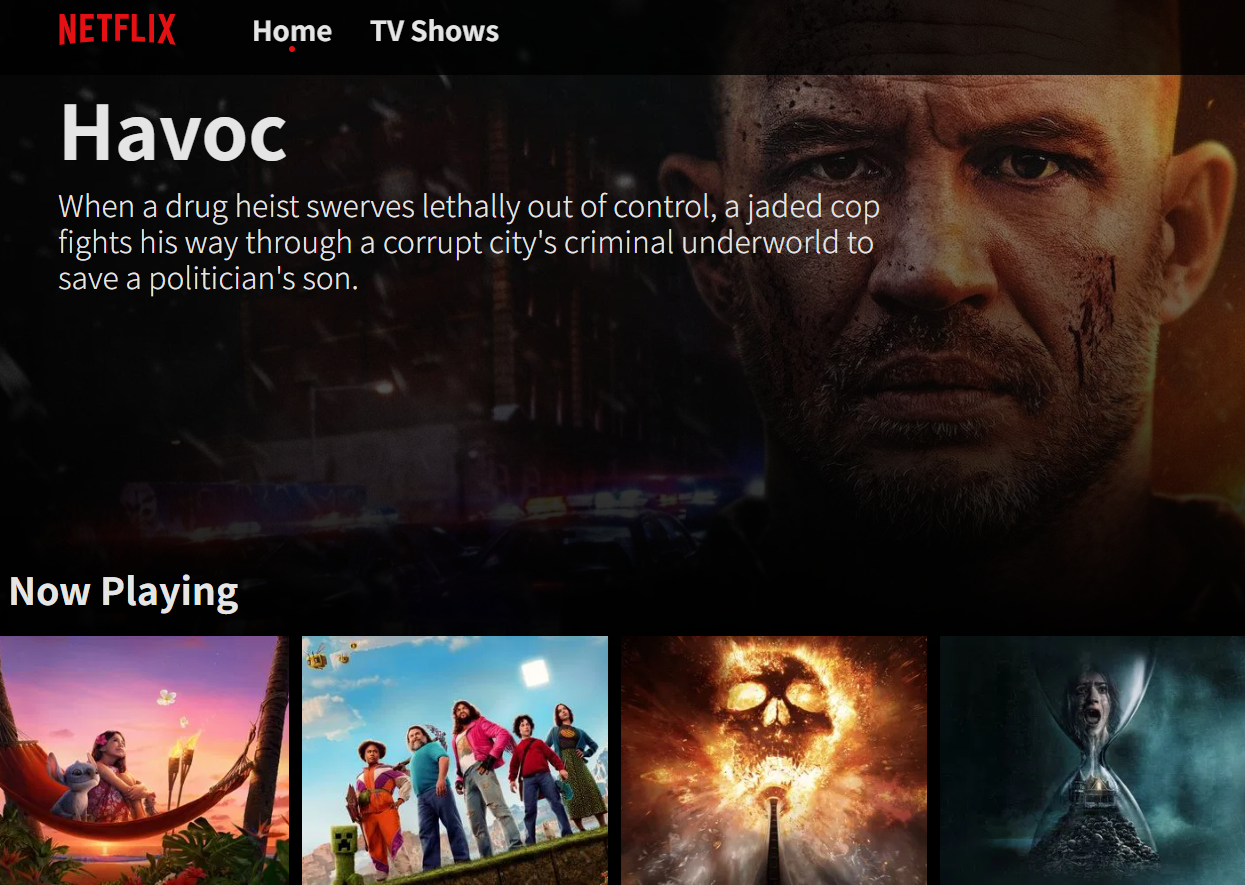 NETFLIX Home TV Shows
Havoc
When a drug heist swerves lethally out of control, a jaded cop
fights his way through a corrupt city's criminal underworld to
save a politician's son.
Now Playing